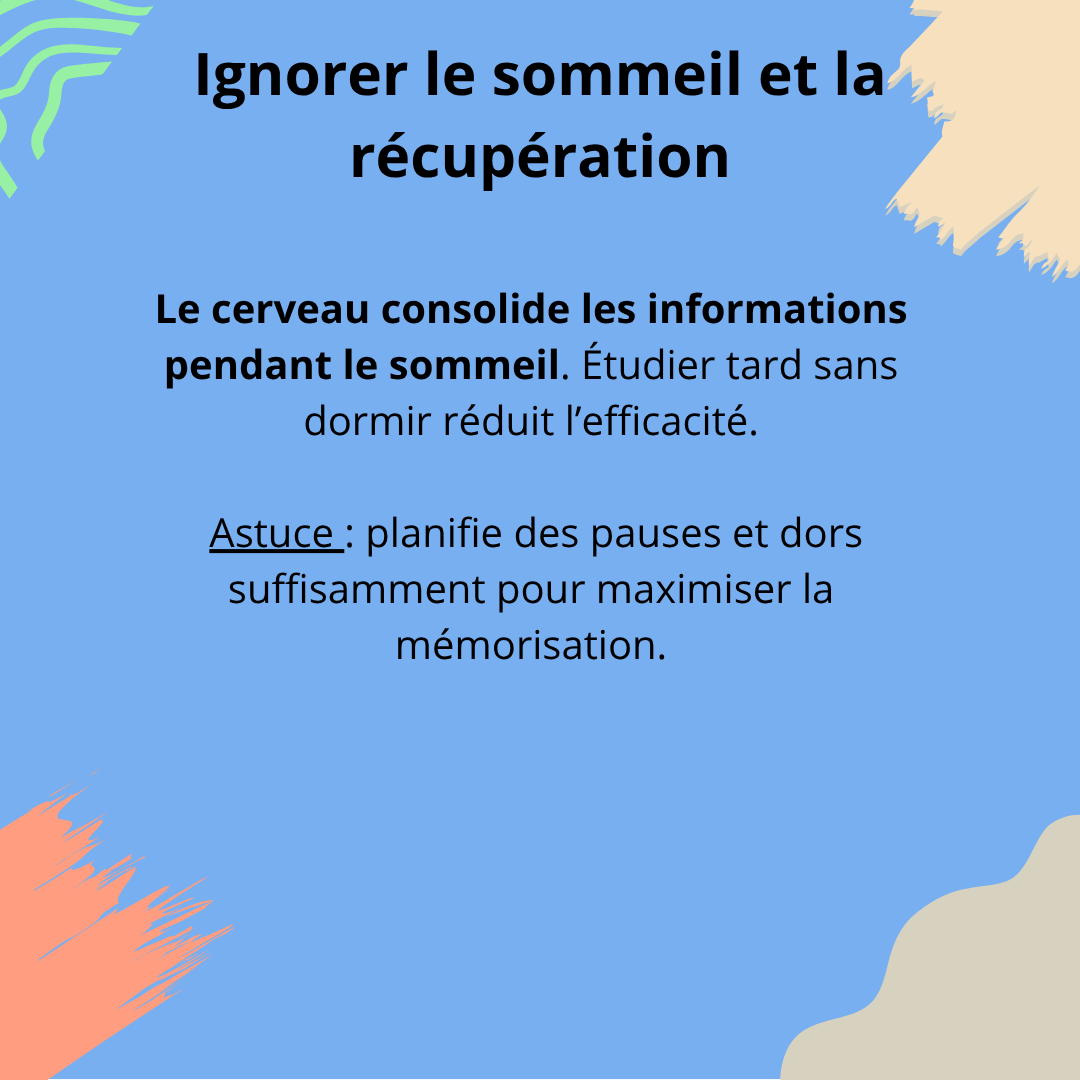 Ignorer le sommeil et la
récupération
Le cerveau consolide les informations
pendant le sommeil. Étudier tard sans
dormir réduit l’efficacité.
Astuce : planifie des pauses et dors
suffisamment pour maximiser la
mémorisation.